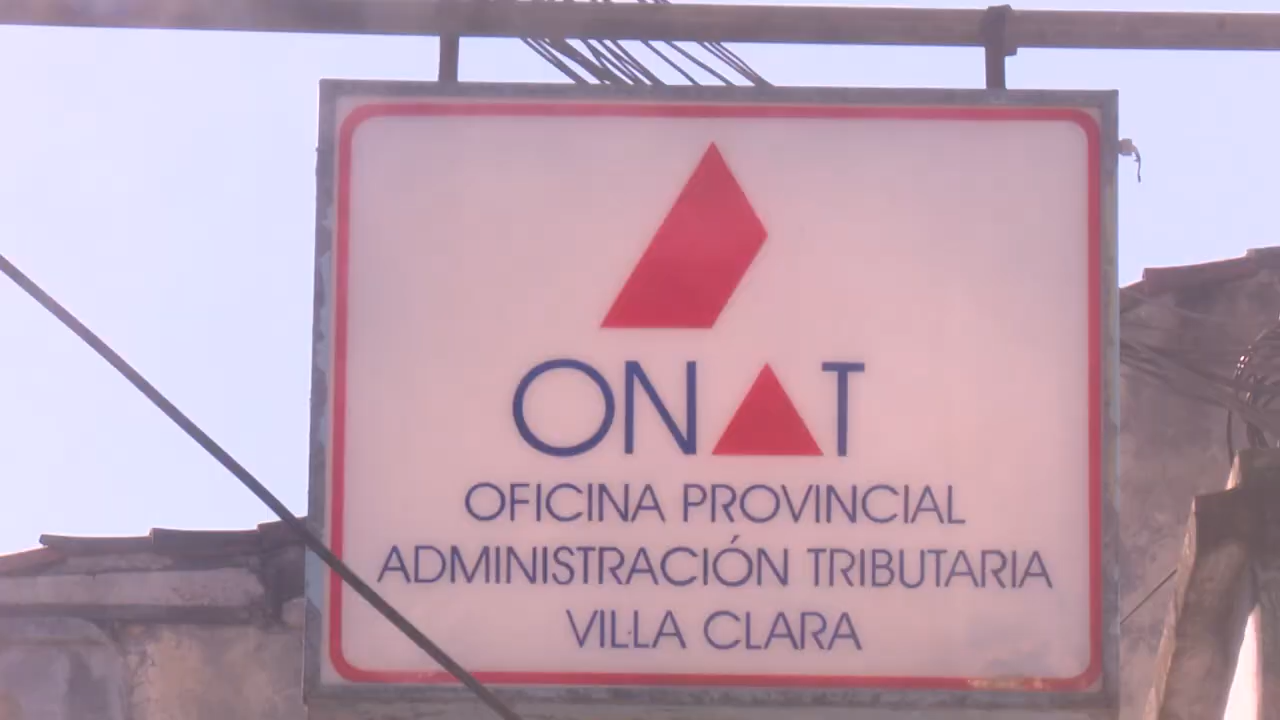 ONAT
OFICINA PROVINCIAL
ADMINISTRACIÓN TRIBUTARIA
VILLA CLARA